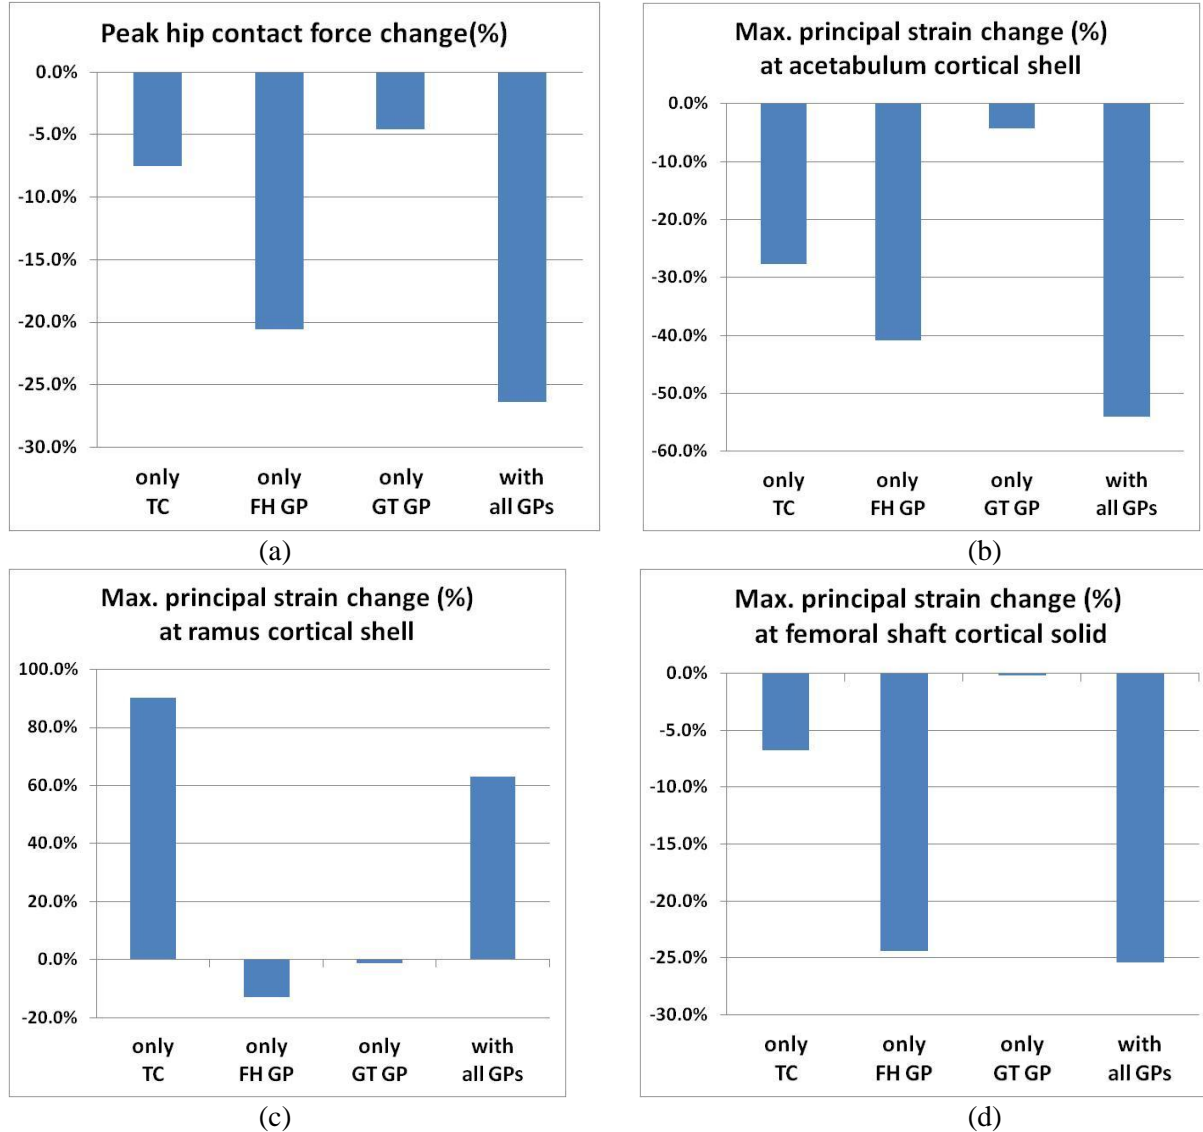 Peak hip contact force change(%)
0.0%
-5.0%
-10.0%
-15.0%
-20.0%
-25.0%
-30.0%
only only only with
TC FH GP GT GP all GPs
(a)
Max. principal strain change (%)
at acetabulum cortical shell
0.0%
-10.0%
-20.0%
-30.0%
-40.0%
-50.0%
-60.0%
only only only with
TC FH GP GT GP all GPs
(b)
Max. principal strain change (%)
at ramus cortical shell
100.0%
80.0%
60.0%
40.0%
20.0%
0.0%
-20.0%
only only only with
TC FH GP GT GP all GPs
(c)
Max. principal strain change (%)
at femoral shaft cortical solid
0.0%
-5.0%
-10.0%
-15.0%
-20.0%
-25.0%
-30.0%
only only only with
TC FH GP GT GP all GPs
(d)